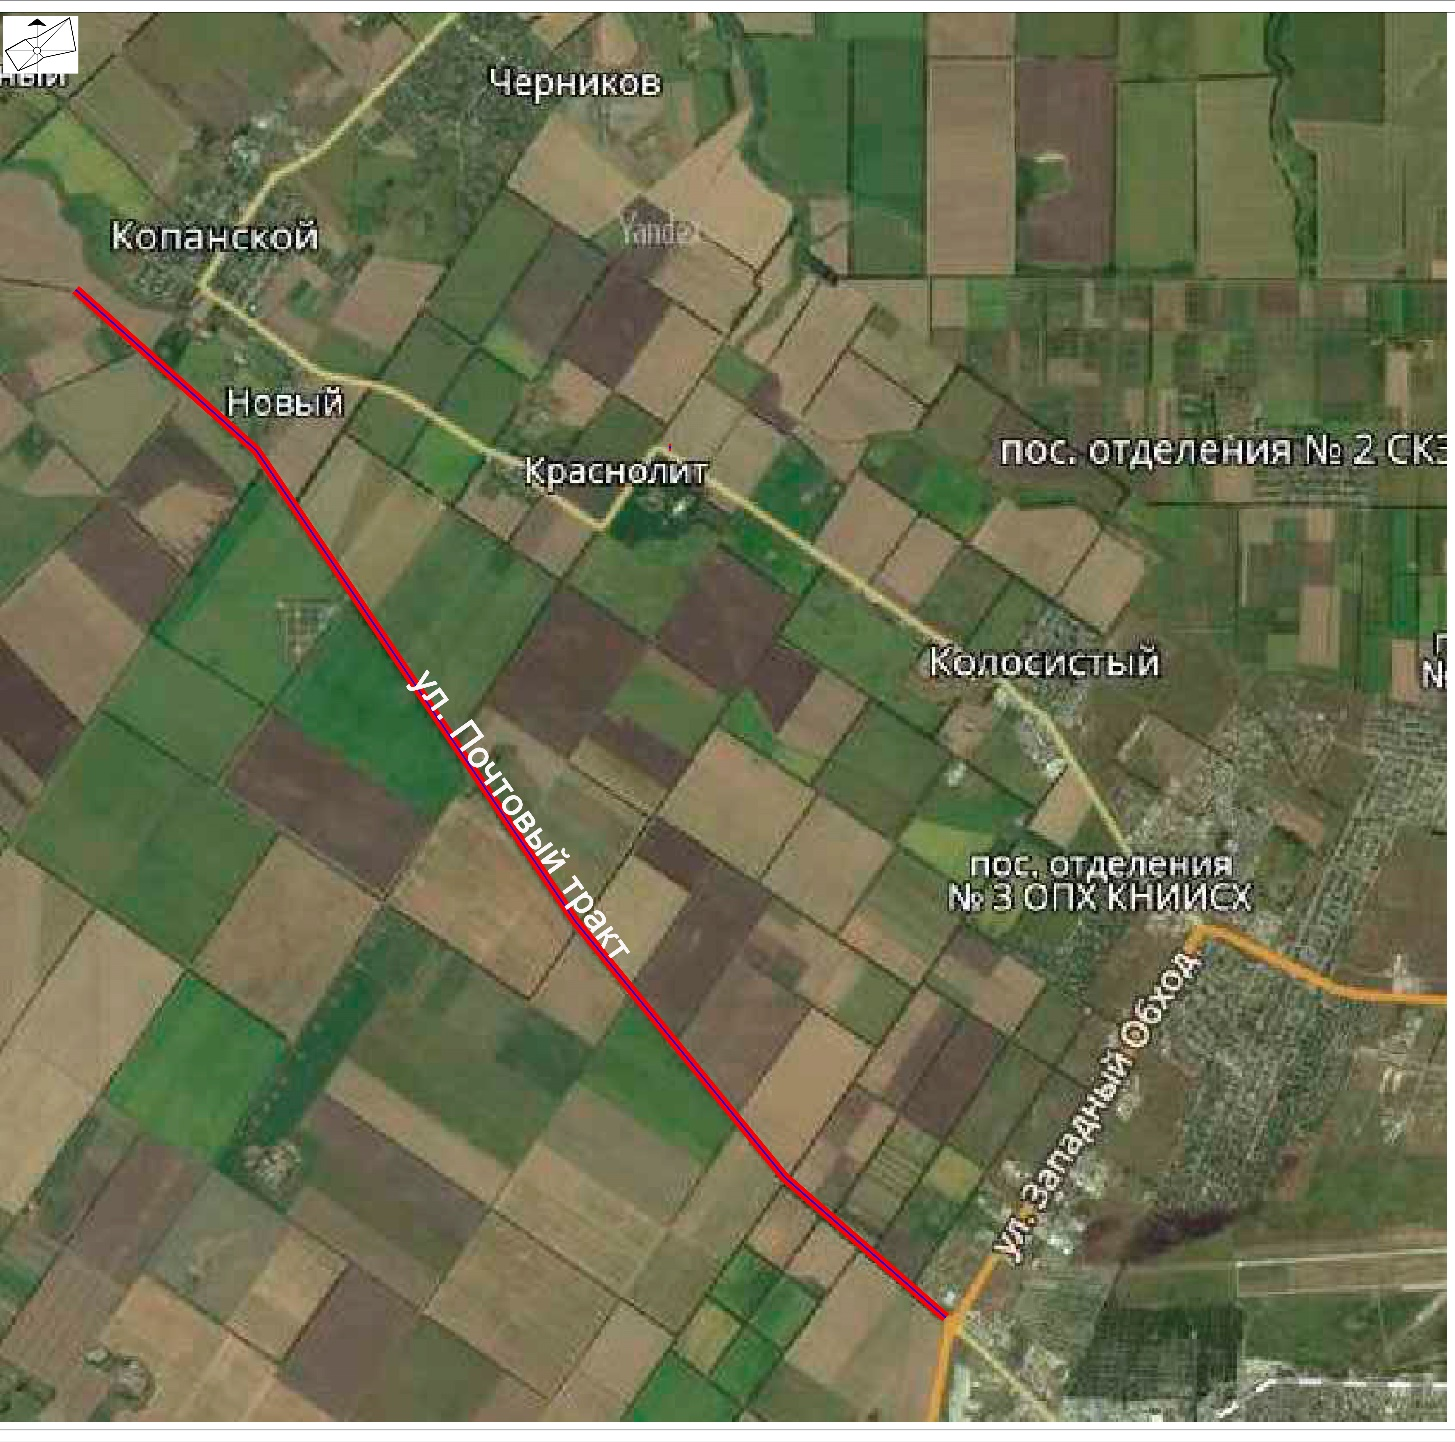 Черников
Копанской
Yandex
Новый
Краснолит
пос. отделения № 2 СКЗ
Колосистый
ул. Почтовый тракт
пос. отделения
№ 3 ОПХ КНИИСХ
ул. Западный Обход